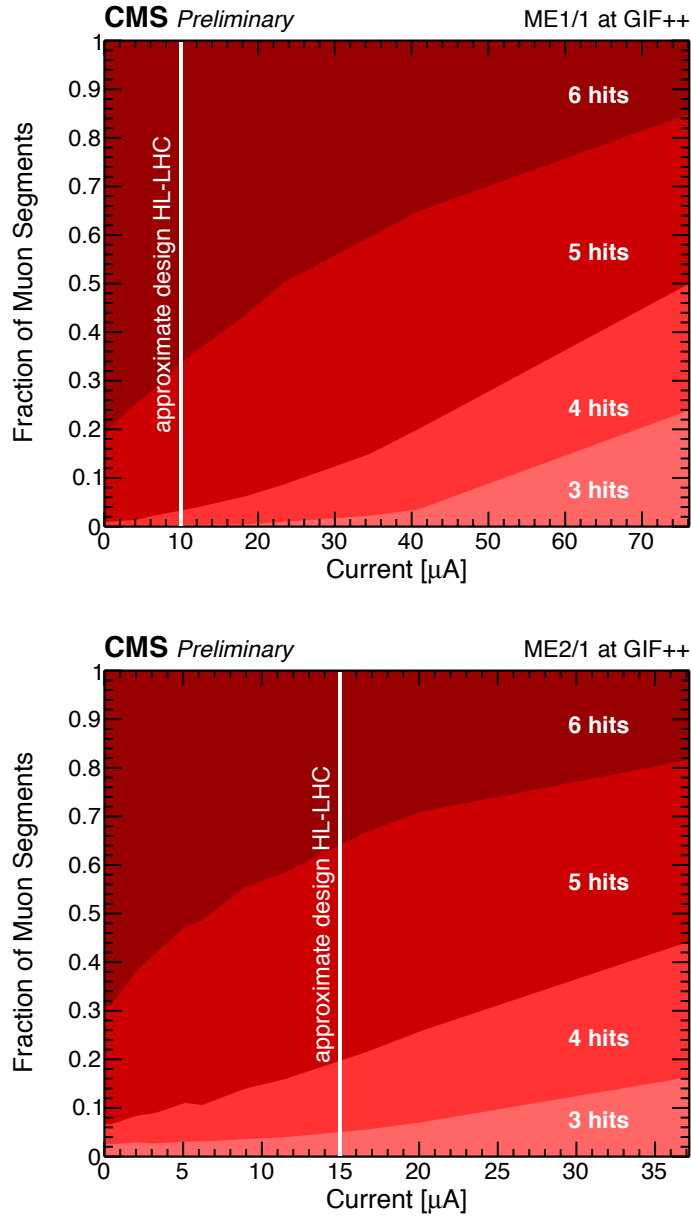 CMS Preliminary ME1/1 at GIF++
1
0.9
0.8
0.7
0.6
0.5
0.4
0.3
0.2
0.1
0
Fraction of Muon Segments
approximate design HL-LHC
6 hits
5 hits
4 hits
3 hits
0 10 20 30 40 50 60 70
Current [μA]
CMS Preliminary ME2/1 at GIF++
1
0.9
0.8
0.7
0.6
0.5
0.4
0.3
0.2
0.1
0
Fraction of Muon Segments
approximate design HL-LHC
6 hits
5 hits
4 hits
3 hits
0 5 10 15 20 25 30 35
Current [μA]